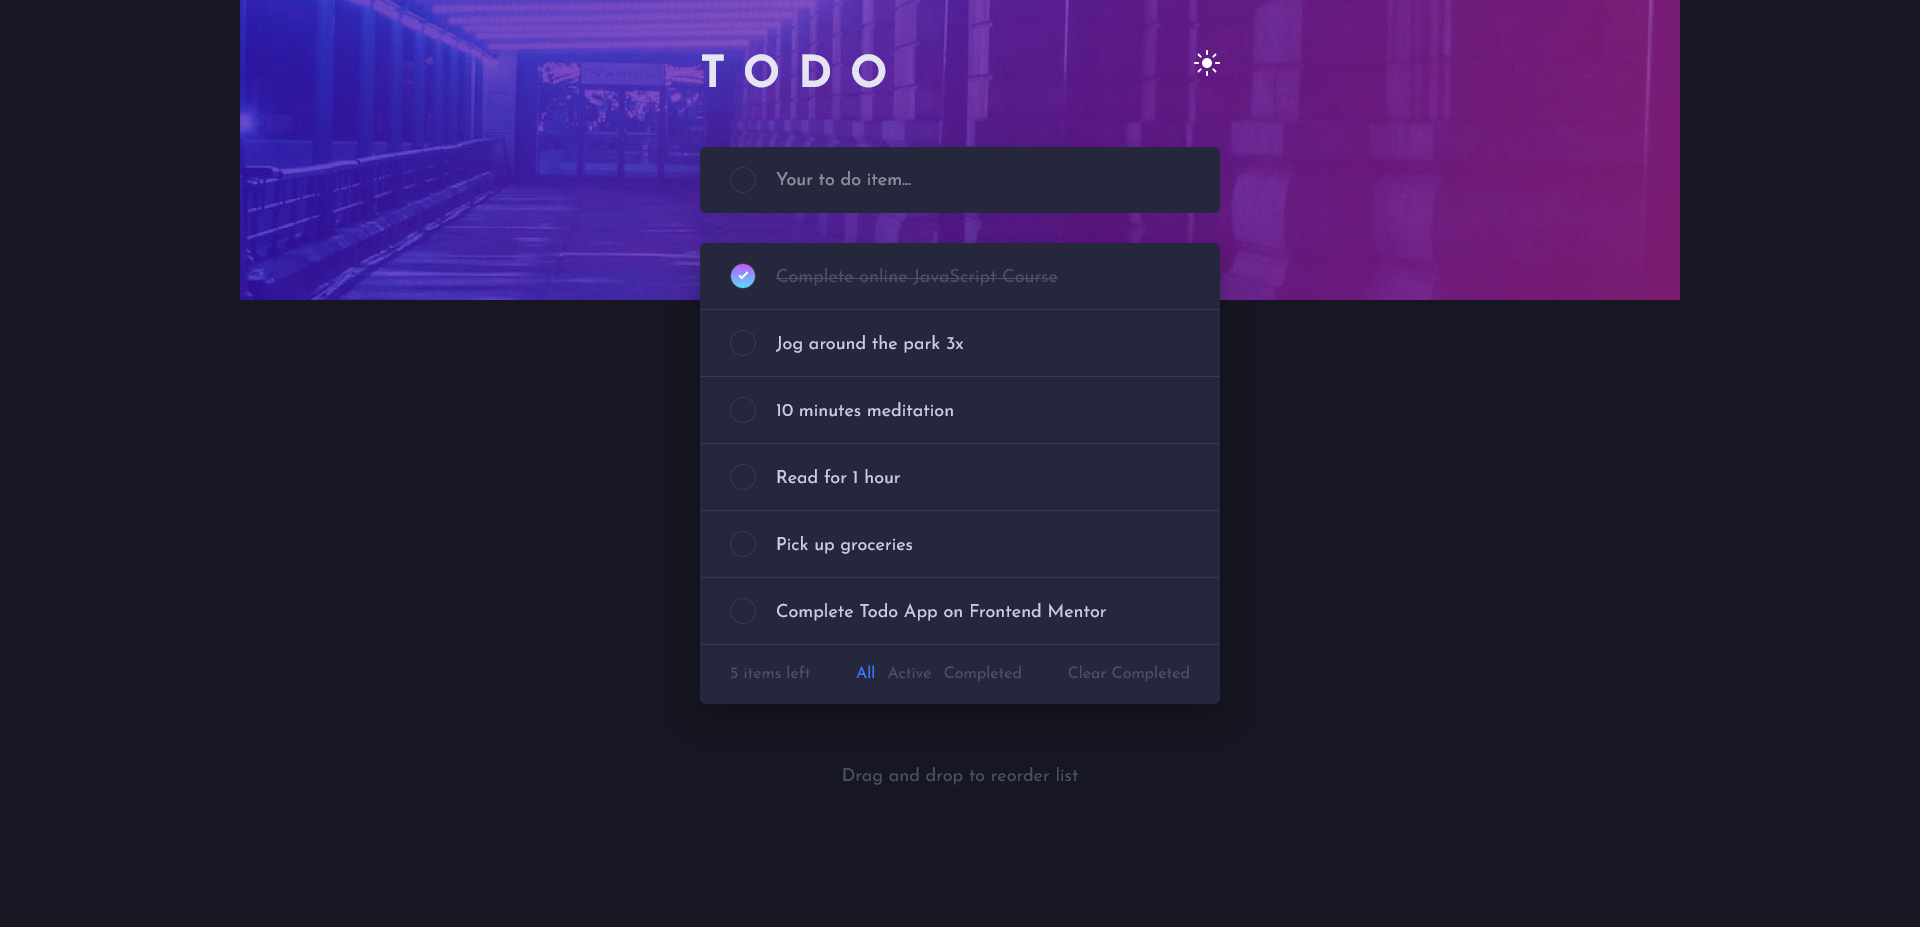 TODO
Your to do item...
Complete online JavaScript Course
Jog around the park 3x
10 minutes meditation
Read for 1 hour
Pick up groceries
Complete Todo App on Frontend Mentor
5 items left All Active Completed Clear Completed
Drag and drop to reorder list